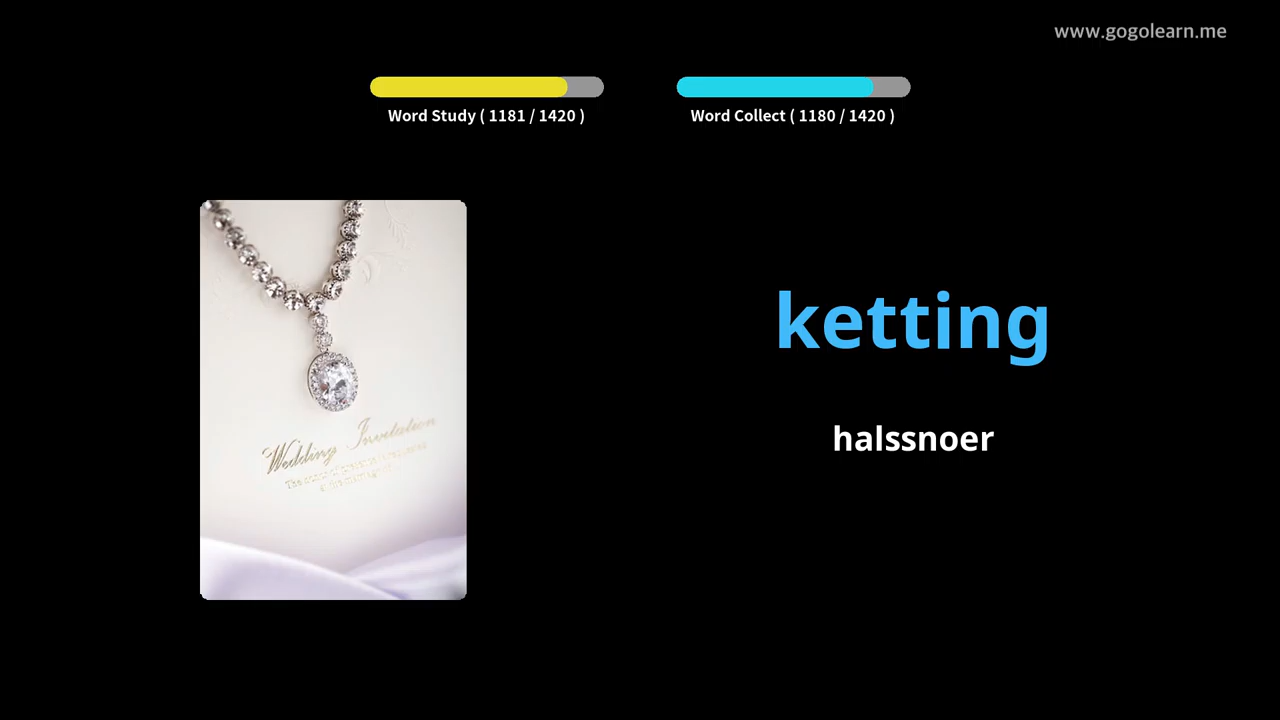 www.gogolearn.me
Word Study ( 1181 / 1420 )
Word Collect ( 1180 / 1420 )
ketting
halssnoer
Wedding Invitation